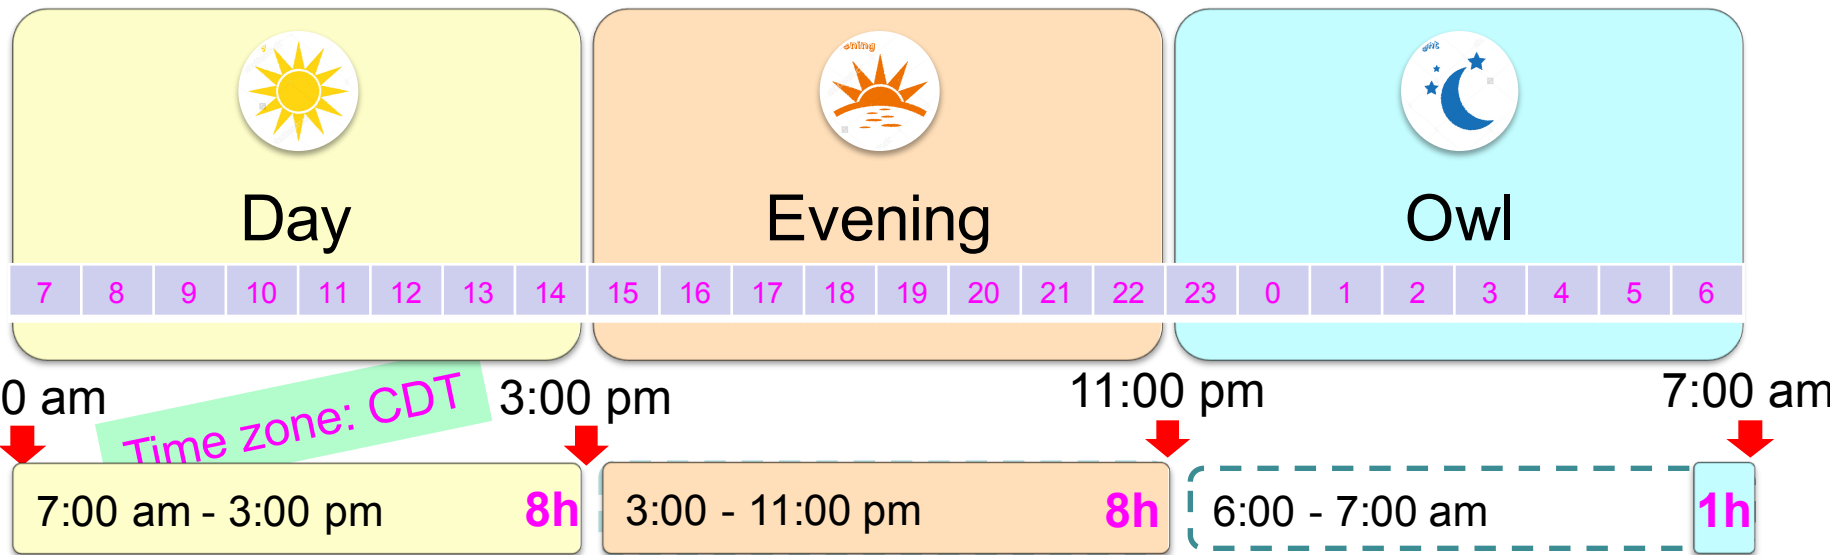 Day
Evening
Owl
7 8 9 10 11 12 13 14 15 16 17 18 19 20 21 22 23 0 1 2 3 4 5 6
0 am
Time zone: CDT
3:00 pm
11:00 pm
7:00 am
7:00 am - 3:00 pm 8h
3:00 - 11:00 pm 8h
6:00 - 7:00 am 1h